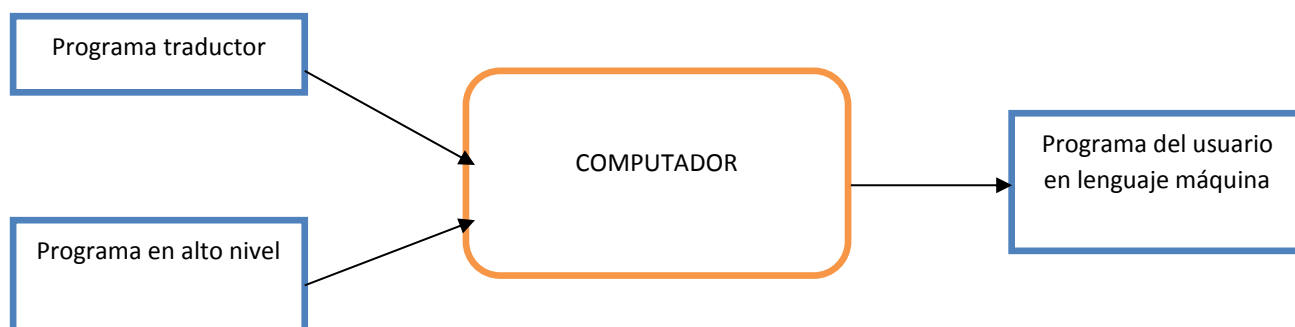 Programa traductor
COMPUTADOR
Programa del usuario
en lenguaje máquina
Programa en alto nivel